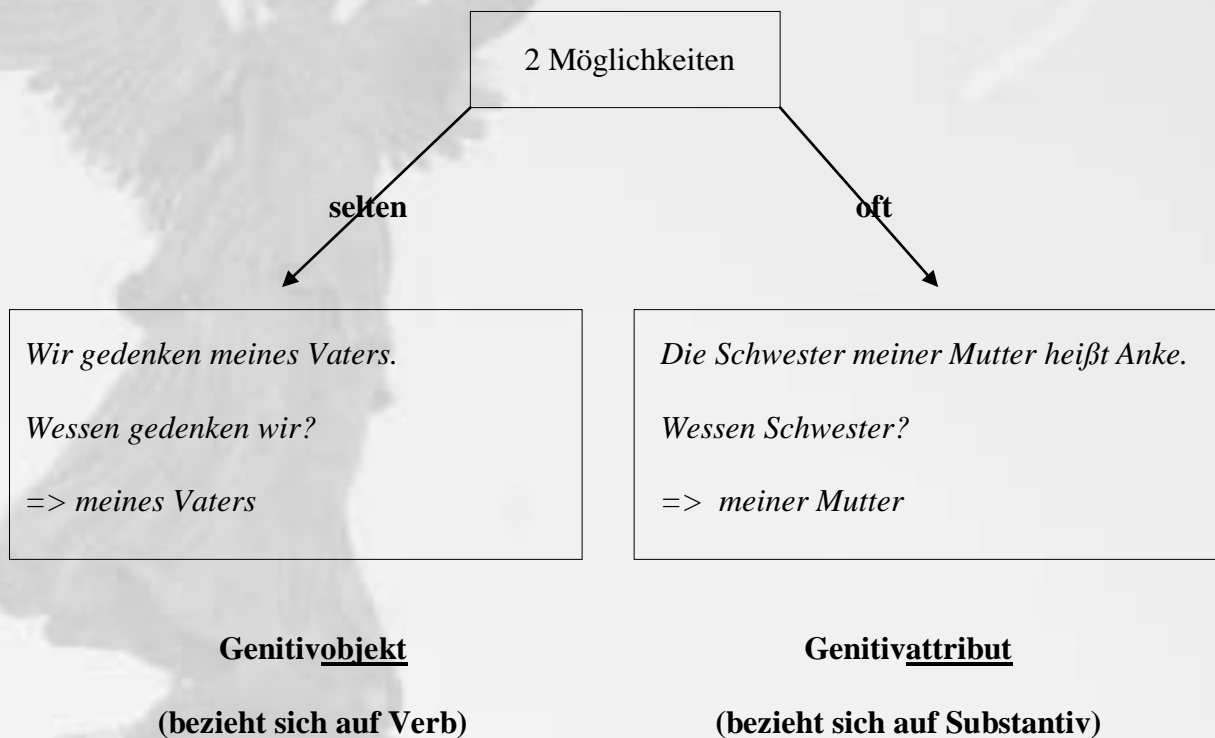 2 Möglichkeiten
selten
oft
Wir gedenken meines Vaters.
Wessen gedenken wir?
=> meines Vaters
Die Schwester meiner Mutter heißt Anke.
Wessen Schwester?
=> meiner Mutter
Genitivobjekt
(bezieht sich auf Verb)
Genitivattribut
(bezieht sich auf Substantiv)